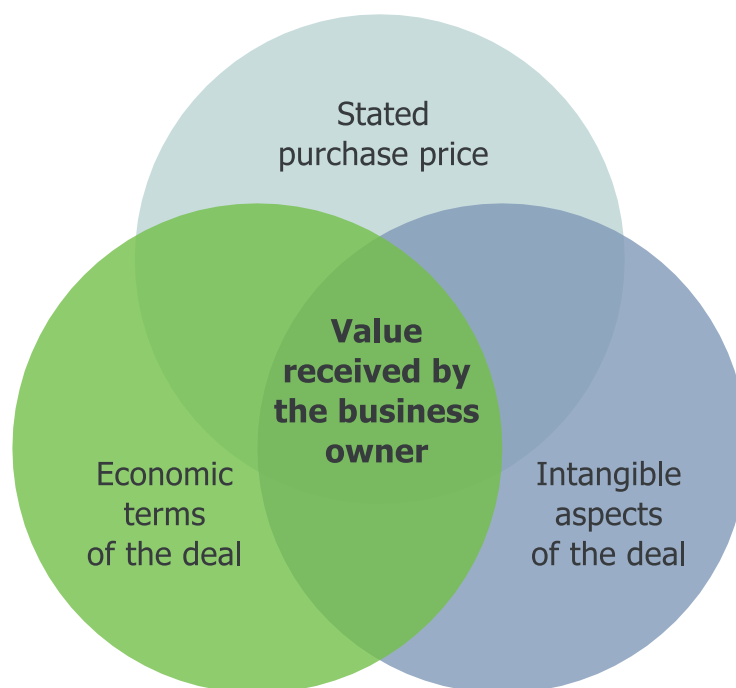 Stated
purchase price
Value
received by
the business
owner
Economic
terms
of the deal
Intangible
aspects
of the deal